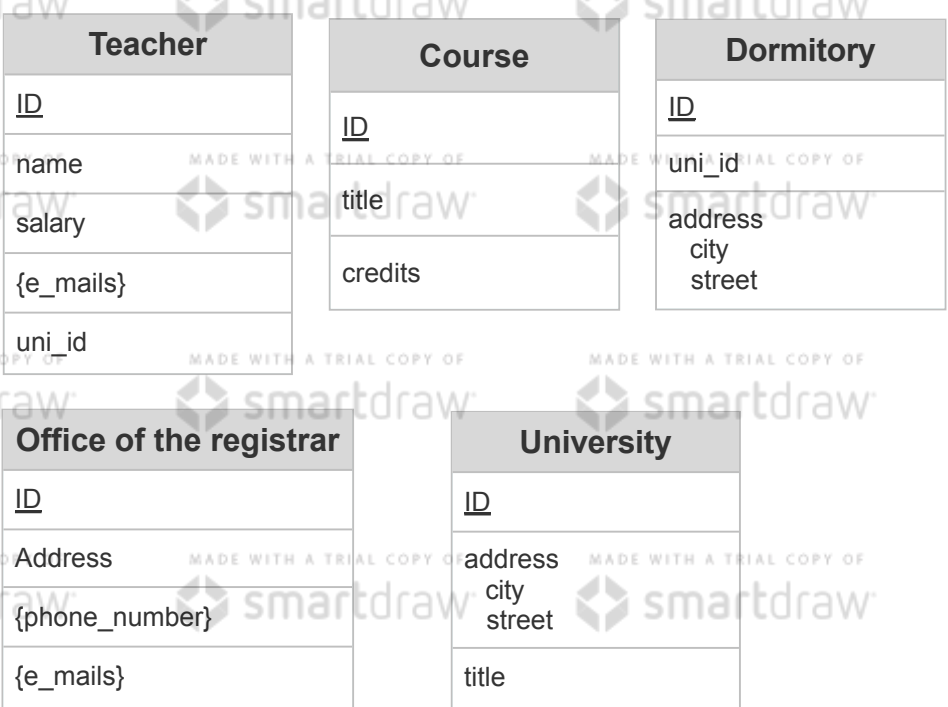 Teacher
ID
name
salary
{e_mails}
uni_id
Course
ID
title
credits
Dormitory
ID
uni_id
address
city
street
Office of the registrar
ID
Address
{phone_number}
{e_mails}
University
ID
address
city
street
title
MADE WITH A TRIAL COPY OF
smartdraw
MADE WITH A TRIAL COPY OF
smartdraw
MADE WITH A TRIAL COPY OF
smartdraw
MADE WITH A TRIAL COPY OF
smartdraw
MADE WITH A TRIAL COPY OF
smartdraw
MADE WITH A TRIAL COPY OF
smartdraw